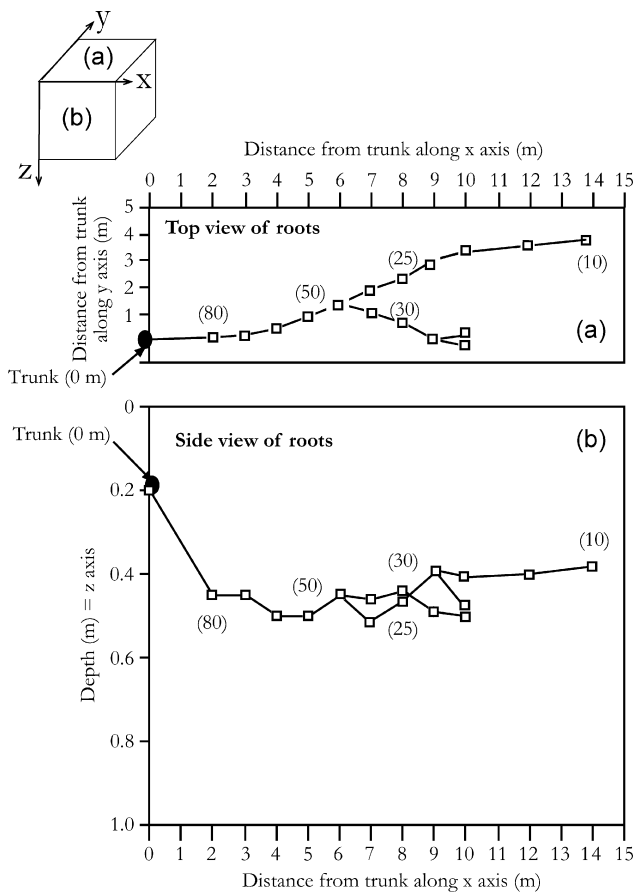 y
(a)
x
(b)
z
Distance from trunk along x axis (m)
0 1 2 3 4 5 6 7 8 9 10 11 12 13 14 15
Distance from trunk
along y axis (m)
5
4
3
2
1
Top view of roots
(25)
(50)
(80)
(30)
(10)
(a)
Trunk (0 m)
0
Trunk (0 m)
Side view of roots
(b)
0.2
Depth (m) = z axis
0.4
(10)
(30)
(50)
(80)
(25)
0.6
0.8
1.0
0 1 2 3 4 5 6 7 8 9 10 11 12 13 14 15
Distance from trunk along x axis (m)